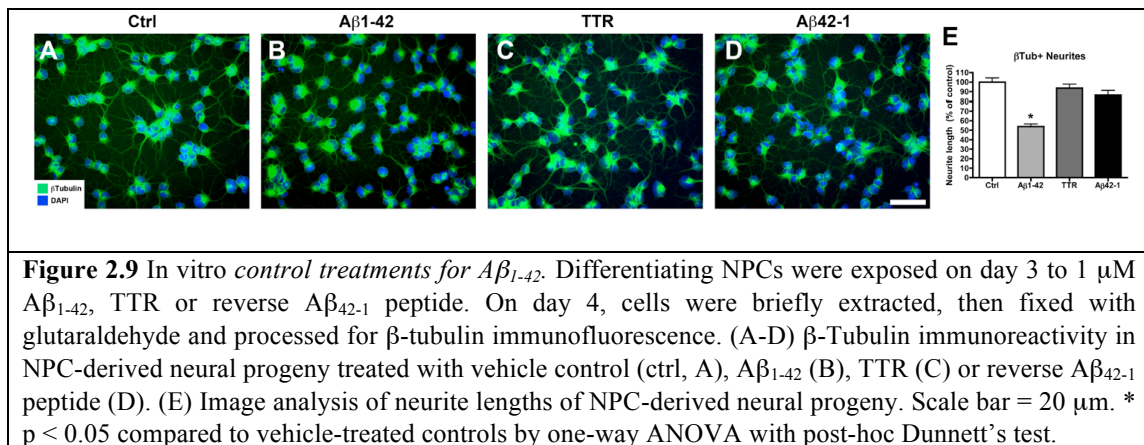 Ctrl Aβ1-42 TTR Aβ42-1
A B C D E
βTub+ Neurites
Neurite length (% of control)
110
100
90
80
70
60
50
40
30
20
10
0
*
Ctrl Aβ1-42 TTR Aβ42-1
βTubulin
DAPI
Figure 2.9 In vitro control treatments for Aβ1-42. Differentiating NPCs were exposed on day 3 to 1 μM
Aβ1-42, TTR or reverse Aβ42-1 peptide. On day 4, cells were briefly extracted, then fixed with
glutaraldehyde and processed for β-tubulin immunofluorescence. (A-D) β-Tubulin immunoreactivity in
NPC-derived neural progeny treated with vehicle control (ctrl, A), Aβ1-42 (B), TTR (C) or reverse Aβ42-1
peptide (D). (E) Image analysis of neurite lengths of NPC-derived neural progeny. Scale bar = 20 μm. *
p < 0.05 compared to vehicle-treated controls by one-way ANOVA with post-hoc Dunnett’s test.